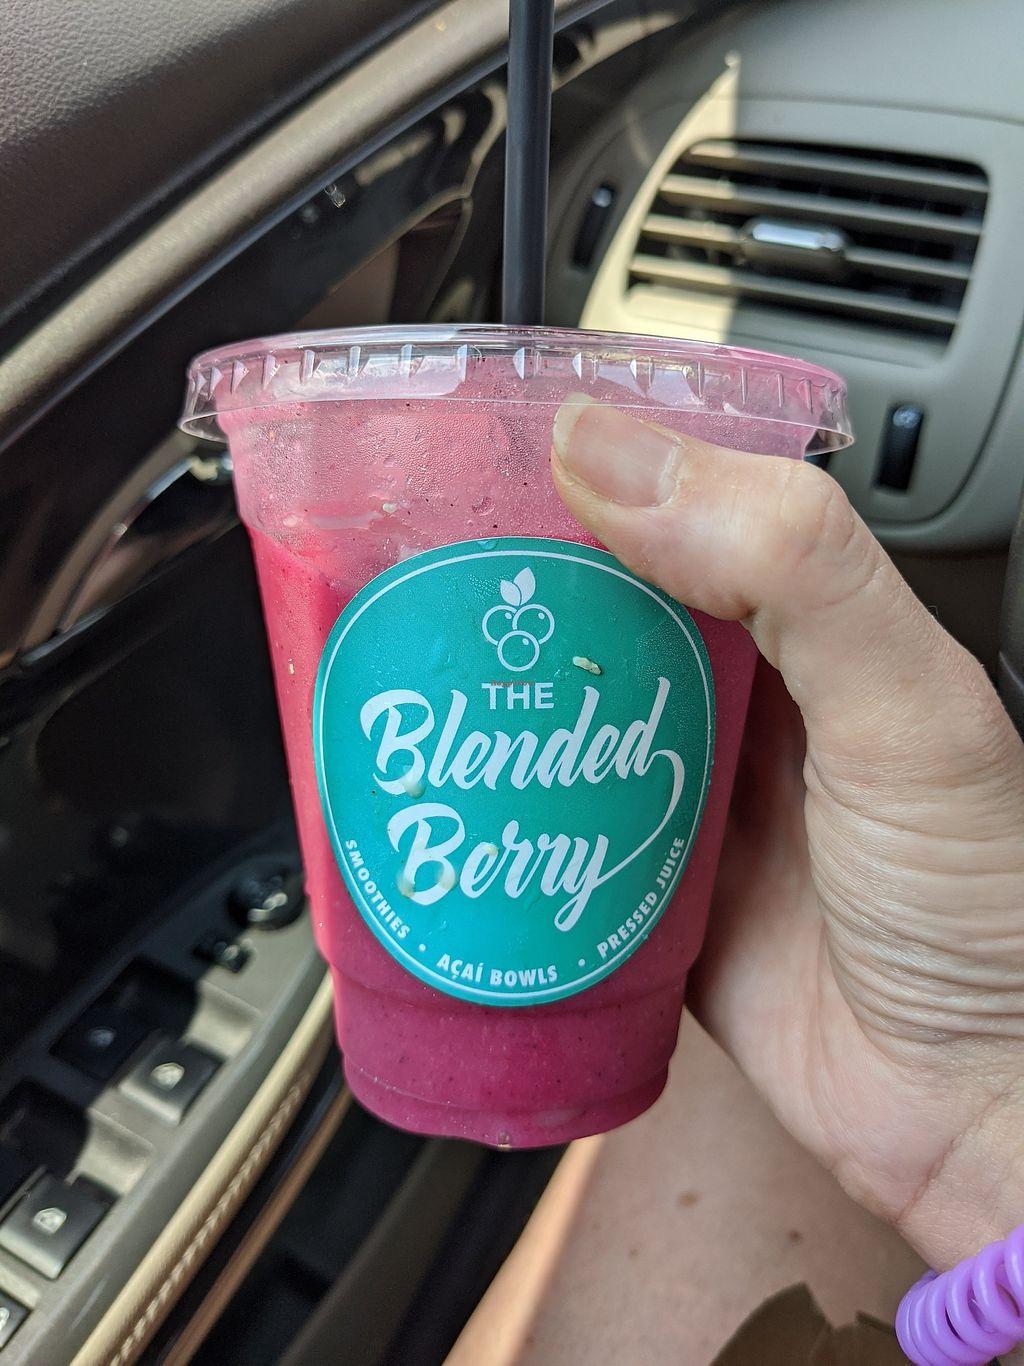 THE
Blended
Berry
SMOOTHIES • AÇAÍ BOWLS • PRESSED JUICE